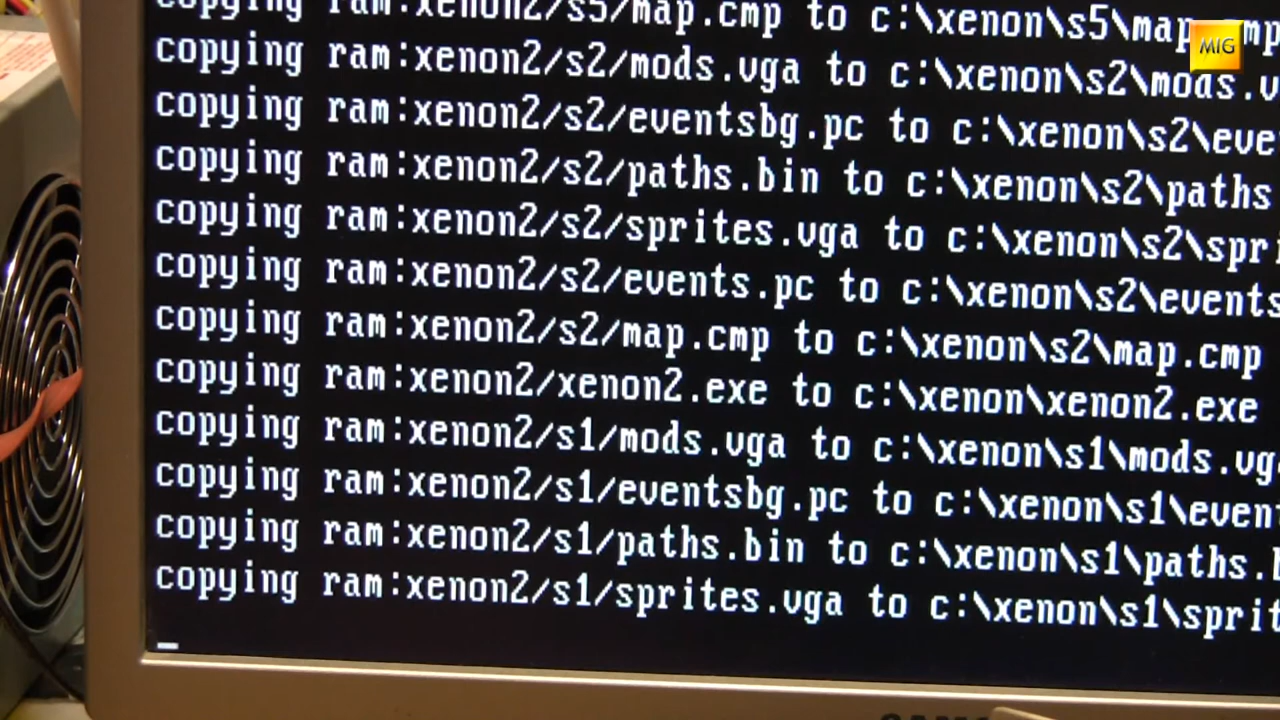 copying ram:xenon2/s5/map.cmp to c:\xenon\s5\map
MIG
copying ram:xenon2/s2/mods.vga to c:\xenon\s2\mods.v
copying ram:xenon2/s2/eventsbg.pc to c:\xenon\s2\eve
copying ram:xenon2/s2/paths.bin to c:\xenon\s2\paths
copying ram:xenon2/s2/sprites.vga to c:\xenon\s2\spri
copying ram:xenon2/s2/events.pc to c:\xenon\s2\events
copying ram:xenon2/s2/map.cmp to c:\xenon\s2\map.cmp
copying ram:xenon2/xenon2.exe to c:\xenon\xenon2.exe
copying ram:xenon2/s1/mods.vga to c:\xenon\s1\mods.vg
copying ram:xenon2/s1/eventsbg.pc to c:\xenon\s1\even
copying ram:xenon2/s1/paths.bin to c:\xenon\s1\paths.b
copying ram:xenon2/s1/sprites.vga to c:\xenon\s1\sprit